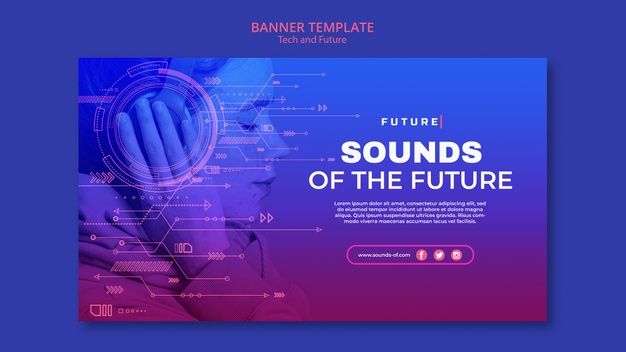 BANNER TEMPLATE
Tech and Future
FUTURE|
SOUNDS
OF THE FUTURE
Lorem ipsum dolor sit amet, consectetur adipiscing elit, sed
do eiusmod tempor incididunt ut labore et dolore magna
aliqua. Quis ipsum suspendisse ultrices gravida. Risus com-
modo viverra maecenas accumsan lacus vel facilisis.
www.sounds-of.com